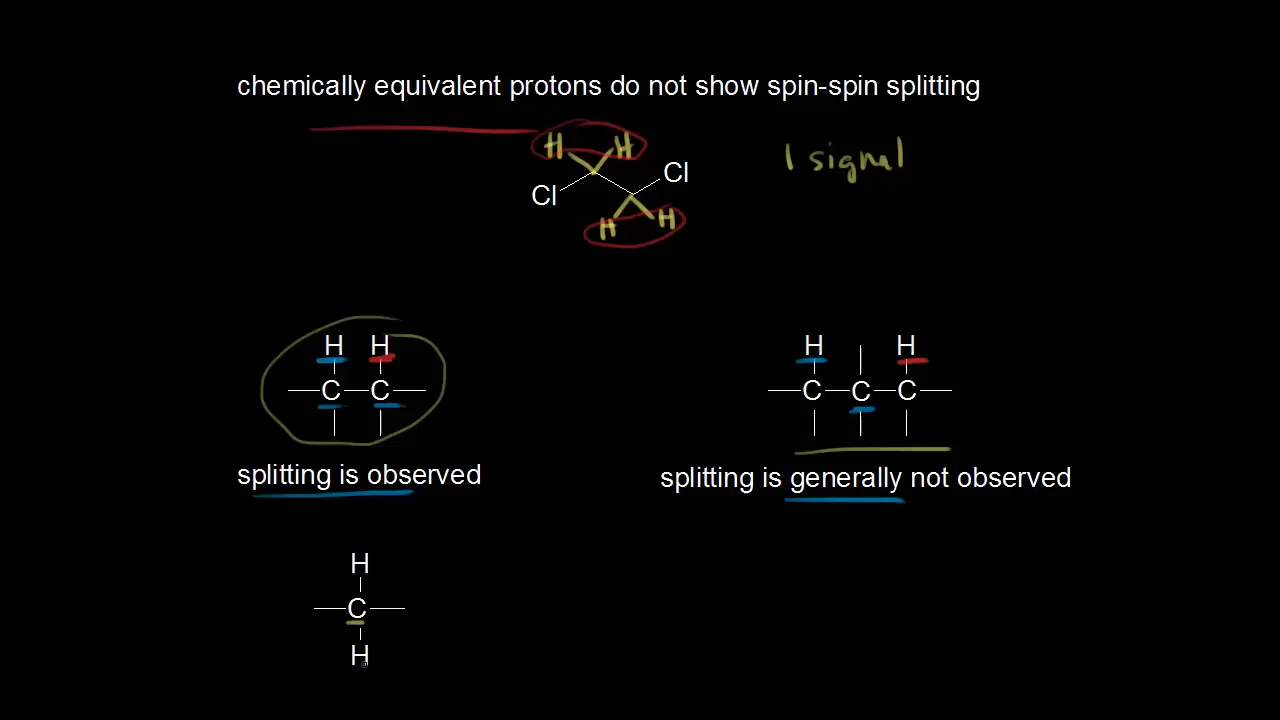 chemically equivalent protons do not show spin-spin splitting
H H 1 signal
Cl Cl
H H
H H H H
C C C C C
splitting is observed splitting is generally not observed
H
C
H